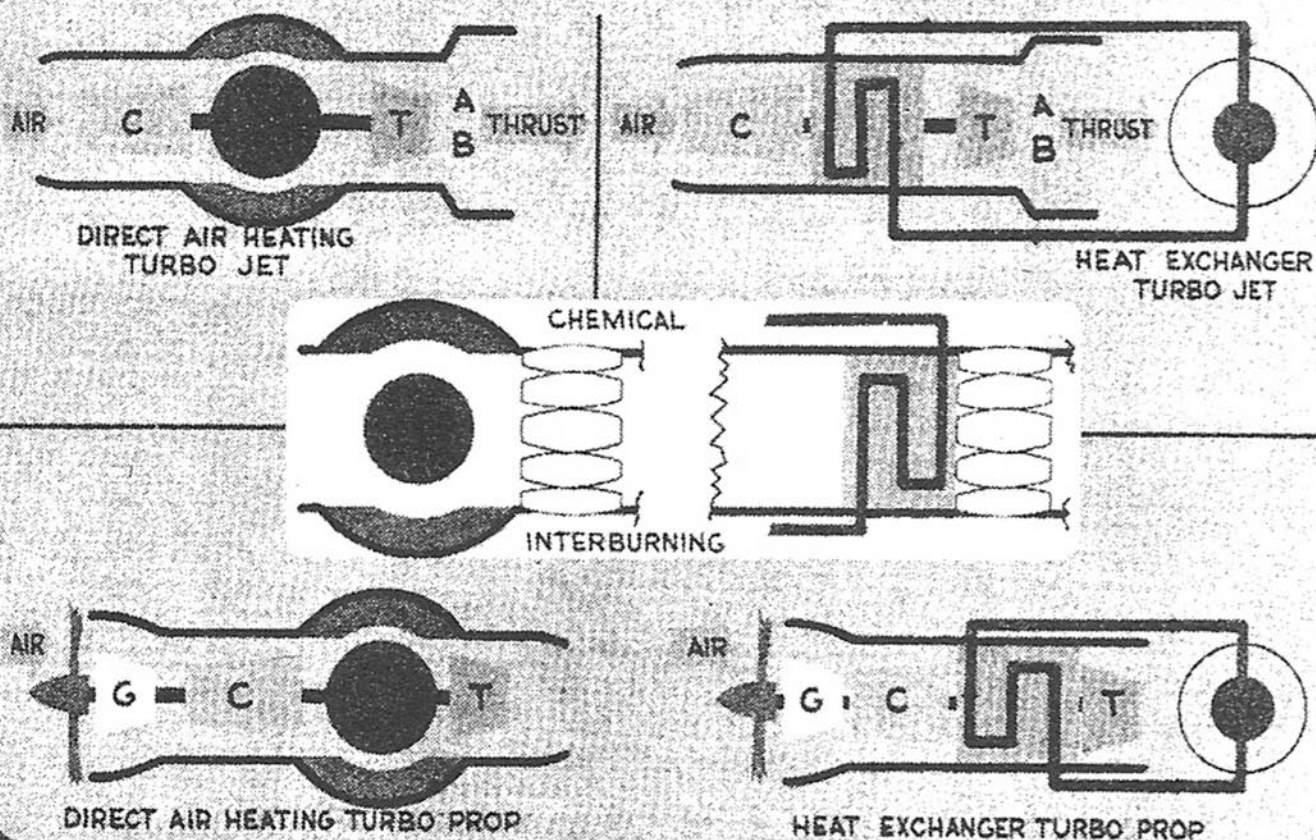 AIR C T A B THRUST
DIRECT AIR HEATING
TURBO JET
AIR C T A B THRUST
HEAT EXCHANGER
TURBO JET
CHEMICAL
INTERBURNING
AIR G C T
DIRECT AIR HEATING TURBO PROP
AIR G C T
HEAT EXCHANGER TURBO PROP